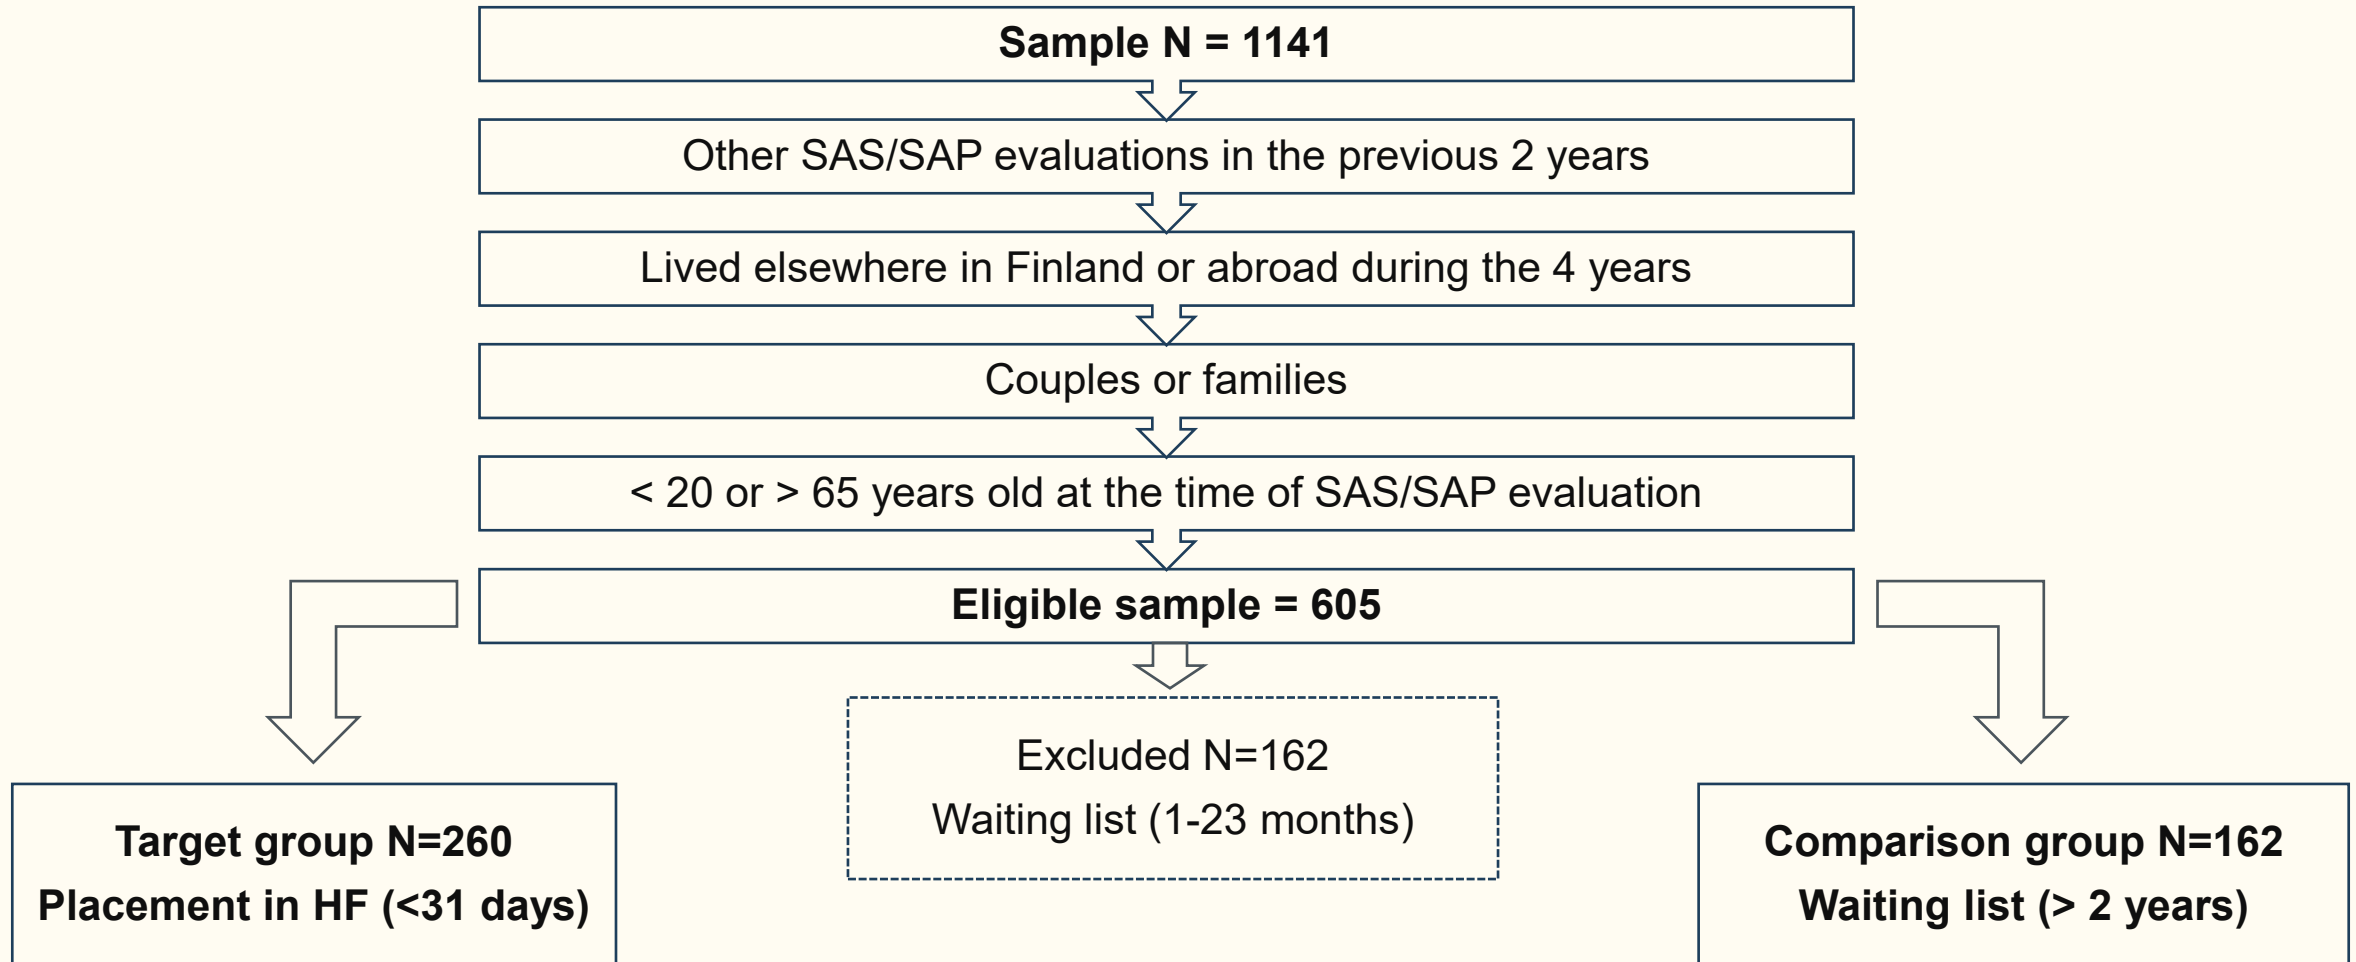 Sample N = 1141
Other SAS/SAP evaluations in the previous 2 years
Lived elsewhere in Finland or abroad during the 4 years
Couples or families
< 20 or > 65 years old at the time of SAS/SAP evaluation
Eligible sample = 605
Excluded N=162
Waiting list (1-23 months)
Target group N=260
Placement in HF (<31 days)
Comparison group N=162
Waiting list (> 2 years)